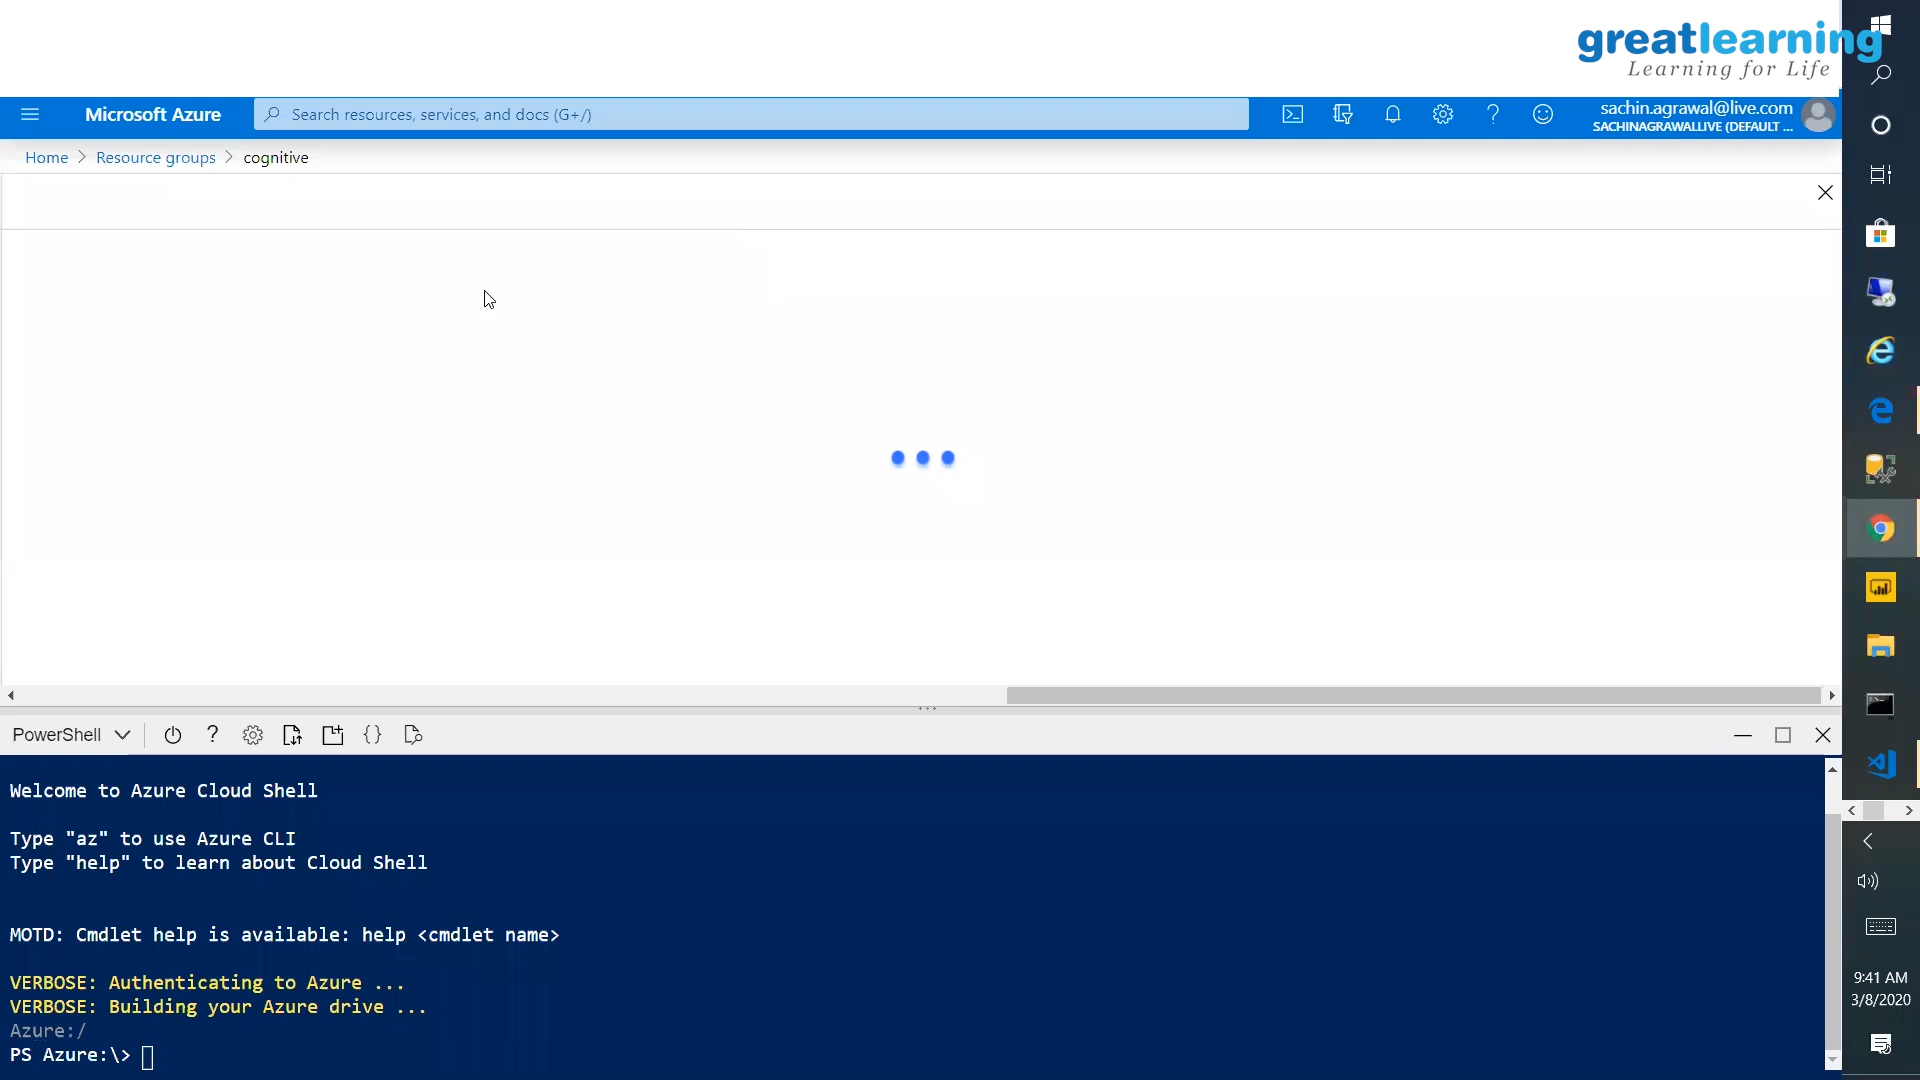 greatlearning
Learning for Life
Microsoft Azure
Search resources, services, and docs (G+/)
sachin.agrawal@live.com
SACHINAGRAWALLIVE (DEFAULT ...
Home > Resource groups > cognitive
PowerShell
Welcome to Azure Cloud Shell
Type "az" to use Azure CLI
Type "help" to learn about Cloud Shell
MOTD: Cmdlet help is available: help <cmdlet name>
VERBOSE: Authenticating to Azure ...
VERBOSE: Building your Azure drive ...
Azure:/
PS Azure:\>
9:41 AM
3/8/2020